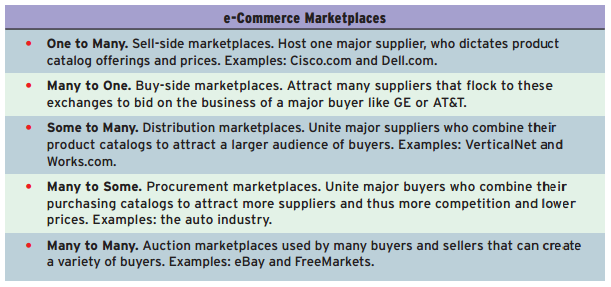 e-Commerce Marketplaces
• One to Many. Sell-side marketplaces. Host one major supplier, who dictates product
catalog offerings and prices. Examples: Cisco.com and Dell.com.
• Many to One. Buy-side marketplaces. Attract many suppliers that flock to these
exchanges to bid on the business of a major buyer like GE or AT&T.
• Some to Many. Distribution marketplaces. Unite major suppliers who combine their
product catalogs to attract a larger audience of buyers. Examples: VerticalNet and
Works.com.
• Many to Some. Procurement marketplaces. Unite major buyers who combine their
purchasing catalogs to attract more suppliers and thus more competition and lower
prices. Examples: the auto industry.
• Many to Many. Auction marketplaces used by many buyers and sellers that can create
a variety of buyers. Examples: eBay and FreeMarkets.